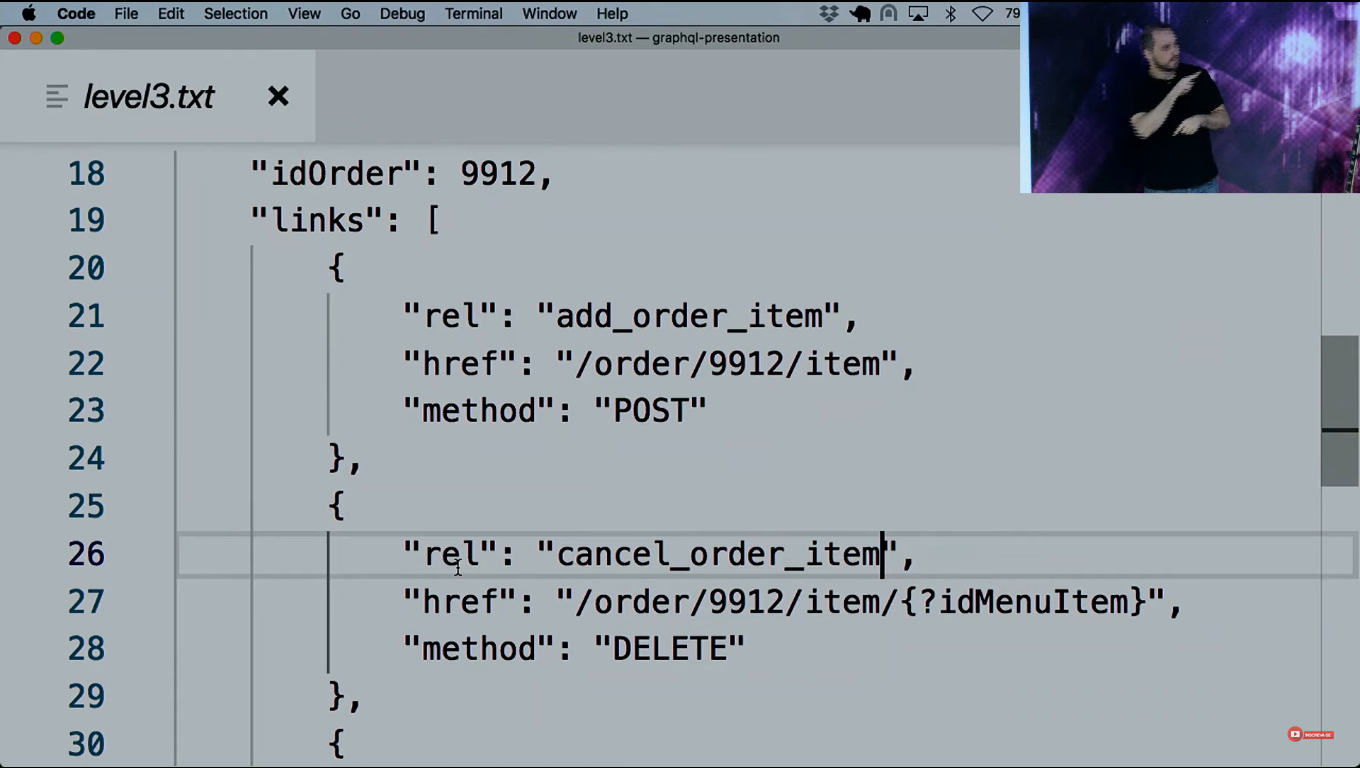 Code File Edit Selection View Go Debug Terminal Window Help 79
level3.txt — graphql-presentation
level3.txt
18 "idOrder": 9912,
19 "links": [
20 {
21 "rel": "add_order_item",
22 "href": "/order/9912/item",
23 "method": "POST"
24 },
25 {
26 "rel": "cancel_order_item",
27 "href": "/order/9912/item/{?idMenuItem}",
28 "method": "DELETE"
29 },
30 {
INSCREVA-SE